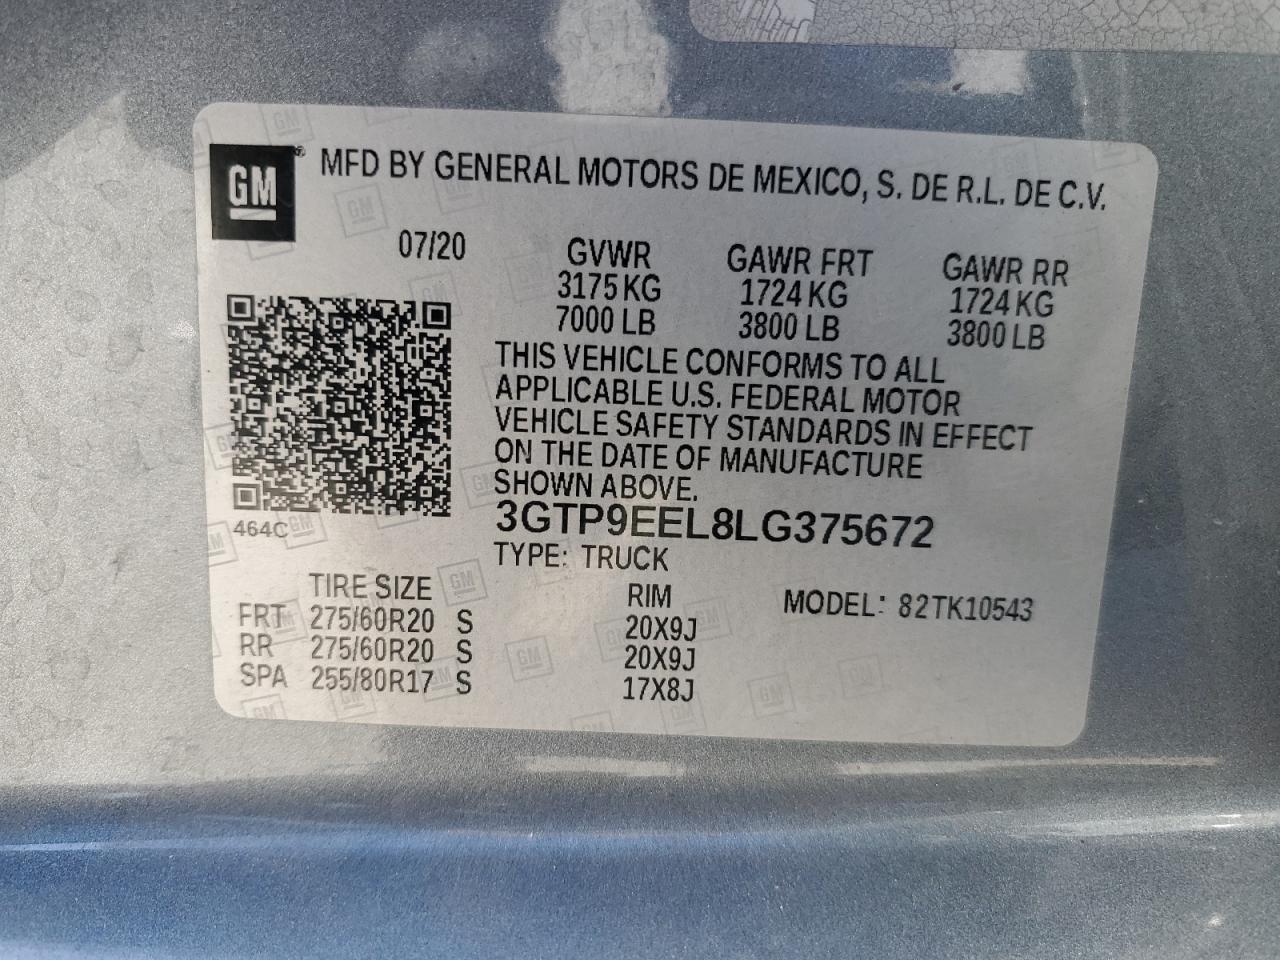 GM® MFD BY GENERAL MOTORS DE MEXICO, S. DE R.L. DE C.V.
07/20 GVWR GAWR FRT GAWR RR
3175 KG 1724 KG 1724 KG
7000 LB 3800 LB 3800 LB
THIS VEHICLE CONFORMS TO ALL
APPLICABLE U.S. FEDERAL MOTOR
VEHICLE SAFETY STANDARDS IN EFFECT
ON THE DATE OF MANUFACTURE
SHOWN ABOVE.
464C 3GTP9EEL8LG375672
TYPE: TRUCK
TIRE SIZE RIM MODEL: 82TK10543
FRT 275/60R20 S 20X9J
RR 275/60R20 S 20X9J
SPA 255/80R17 S 17X8J